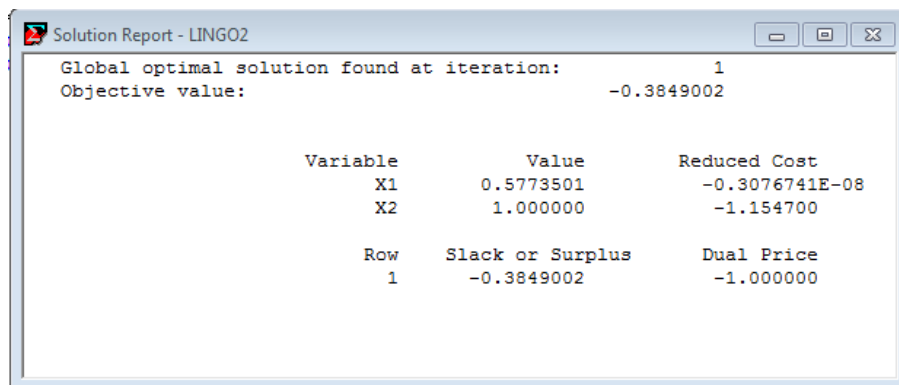 Solution Report - LINGO2
Global optimal solution found at iteration: 1
Objective value: -0.3849002
Variable Value Reduced Cost
X1 0.5773501 -0.3076741E-08
X2 1.000000 -1.154700
Row Slack or Surplus Dual Price
1 -0.3849002 -1.000000